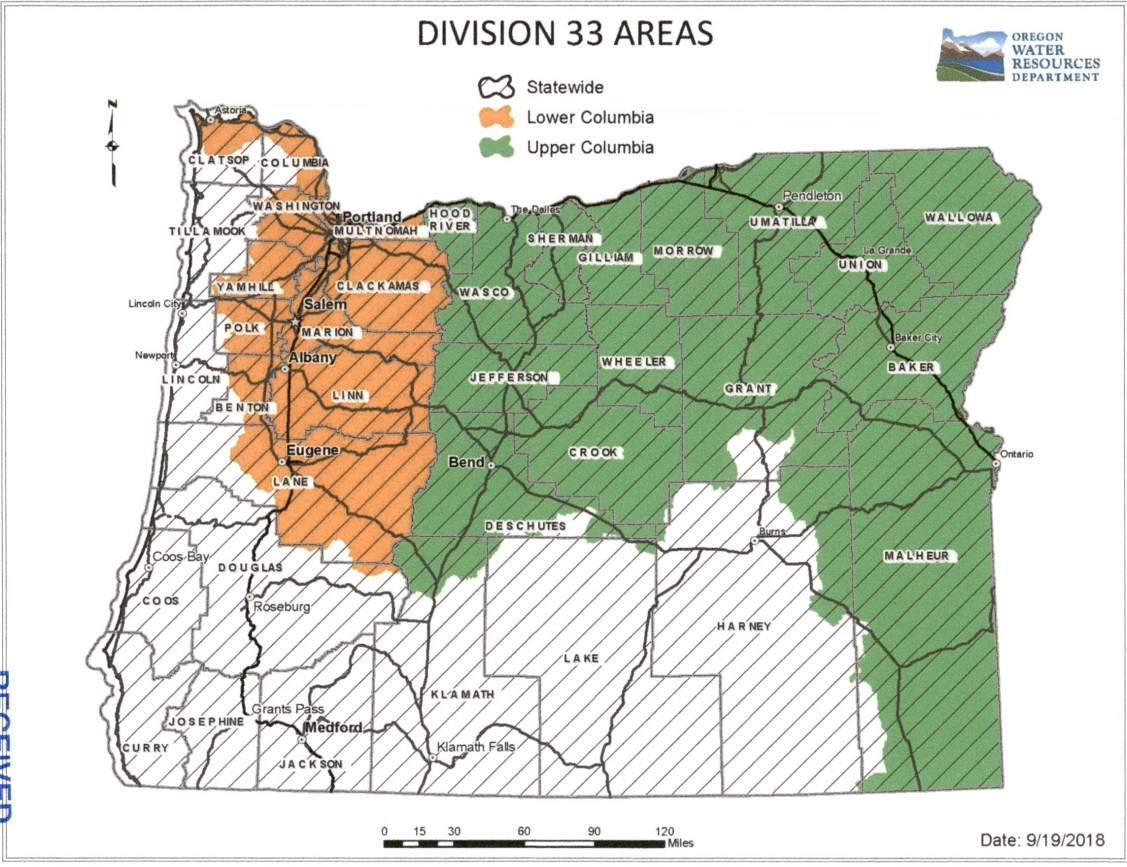 DIVISION 33 AREAS
OREGON
WATER
RESOURCES
DEPARTMENT
Statewide
Lower Columbia
Upper Columbia
N
Astoria
CLATSOP
COLUMBIA
WASHINGTON
Portland
HOOD
RIVER
The Dalles
Pendleton
TILLAMOOK
MULTNOMAH
SHERMAN
GILLIAM
MORROW
UMATILLA
WALLOWA
La Grande
UNION
YAMHILL
CLACKAMAS
WASCO
Lincoln City
Salem
POLK
MARION
Baker City
Newport
Albany
WHEELER
BAKER
LINCOLN
JEFFERSON
GRANT
LINN
BENTON
Eugene
Bend
CROOK
Ontario
LANE
DESCHUTES
Burns
Coos Bay
DOUGLAS
MALHEUR
COOS
Roseburg
HARNEY
LAKE
KLAMATH
Grants Pass
JOSEPHINE
Medford
CURRY
Klamath Falls
JACKSON
RECEIVED
0 15 30 60 90 120
Miles
Date: 9/19/2018